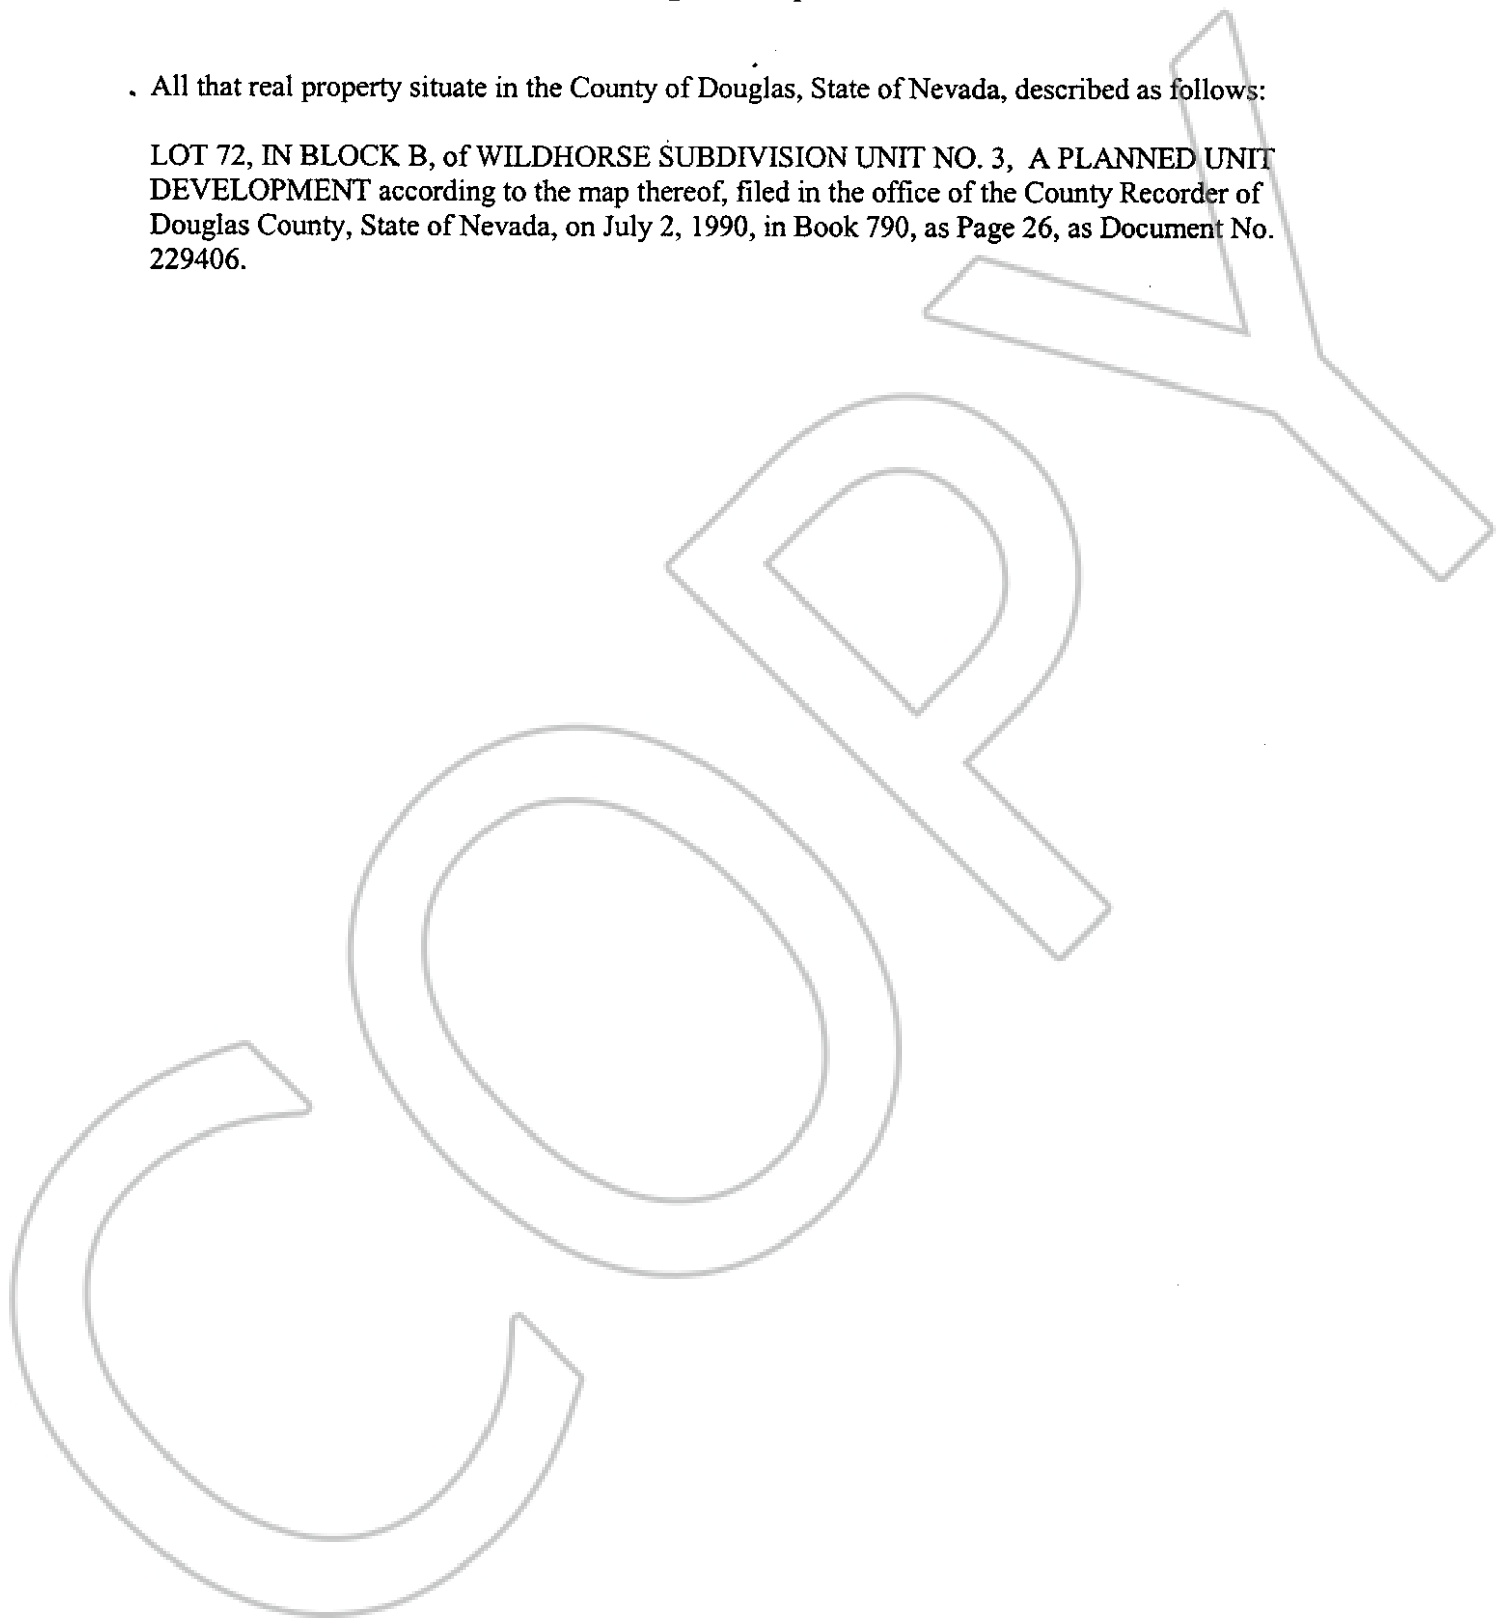 All that real property situate in the County of Douglas, State of Nevada, described as follows:
LOT 72, IN BLOCK B, of WILDHORSE SUBDIVISION UNIT NO. 3, A PLANNED UNIT
DEVELOPMENT according to the map thereof, filed in the office of the County Recorder of
Douglas County, State of Nevada, on July 2, 1990, in Book 790, as Page 26, as Document No.
229406.
COPY